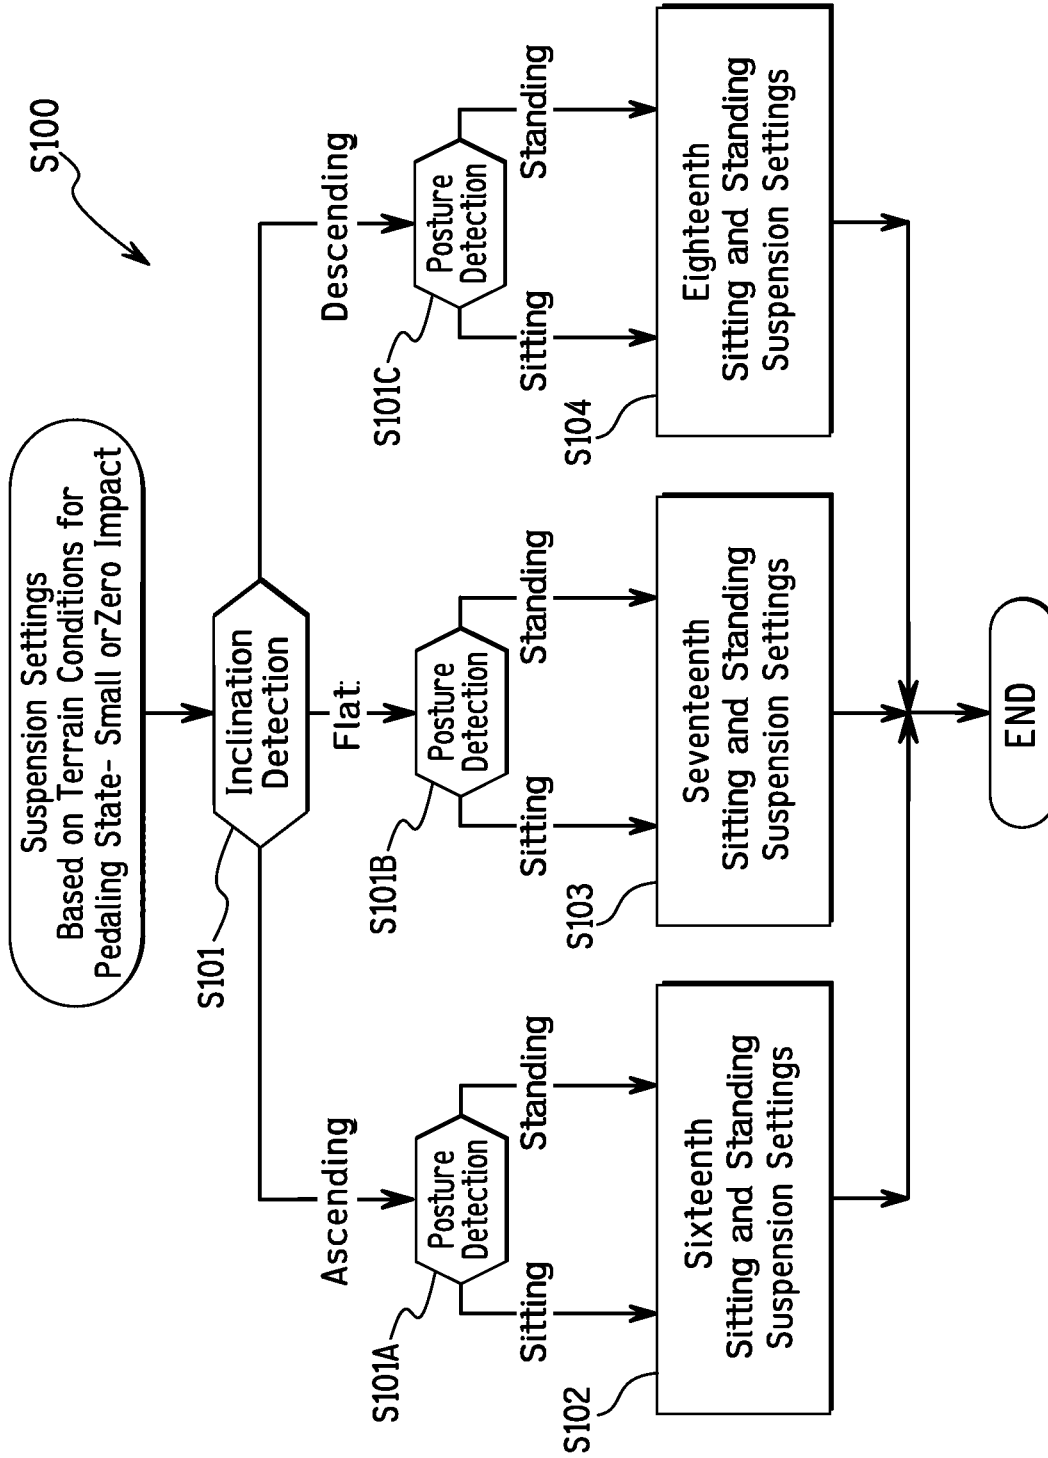 S100
Suspension Settings
Based on Terrain Conditions for
Pedaling State- Small or Zero Impact
S101
Inclination
Detection
Ascending
Flat:
Descending
S101A
Posture
Detection
S101B
Posture
Detection
S101C
Posture
Detection
Sitting
Standing
Sitting
Standing
Sitting
Standing
S102
Sixteenth
Sitting and Standing
Suspension Settings
S103
Seventeenth
Sitting and Standing
Suspension Settings
S104
Eighteenth
Sitting and Standing
Suspension Settings
END